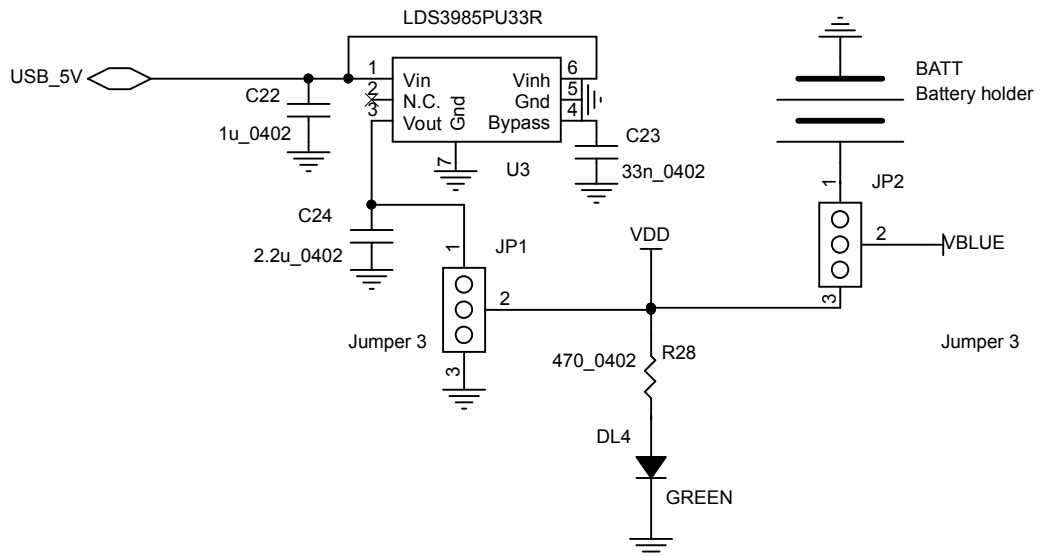 LDS3985PU33R
USB_5V
1
Vin
Vinh
6
2
N.C.
Gnd
Gnd
5
3
Vout
Bypass
4
7
U3
C22
1u_0402
C23
33n_0402
BATT
Battery holder
1
JP2
2
VBLUE
3
Jumper 3
C24
2.2u_0402
1
JP1
2
Jumper 3
3
VDD
470_0402
R28
DL4
GREEN